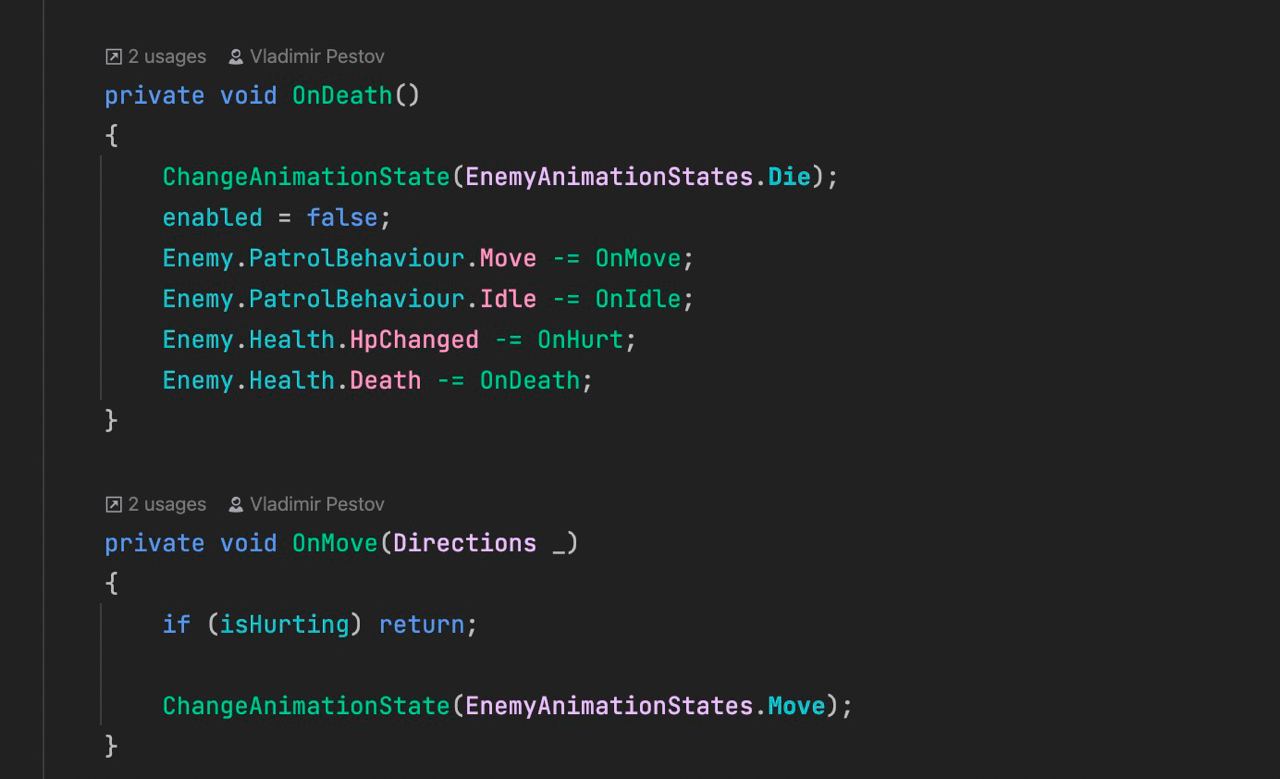 2 usages Vladimir Pestov
private void OnDeath()
{
    ChangeAnimationState(EnemyAnimationStates.Die);
    enabled = false;
    Enemy.PatrolBehaviour.Move -= OnMove;
    Enemy.PatrolBehaviour.Idle -= OnIdle;
    Enemy.Health.HpChanged -= OnHurt;
    Enemy.Health.Death -= OnDeath;
}
2 usages Vladimir Pestov
private void OnMove(Directions _)
{
    if (isHurting) return;
    ChangeAnimationState(EnemyAnimationStates.Move);
}